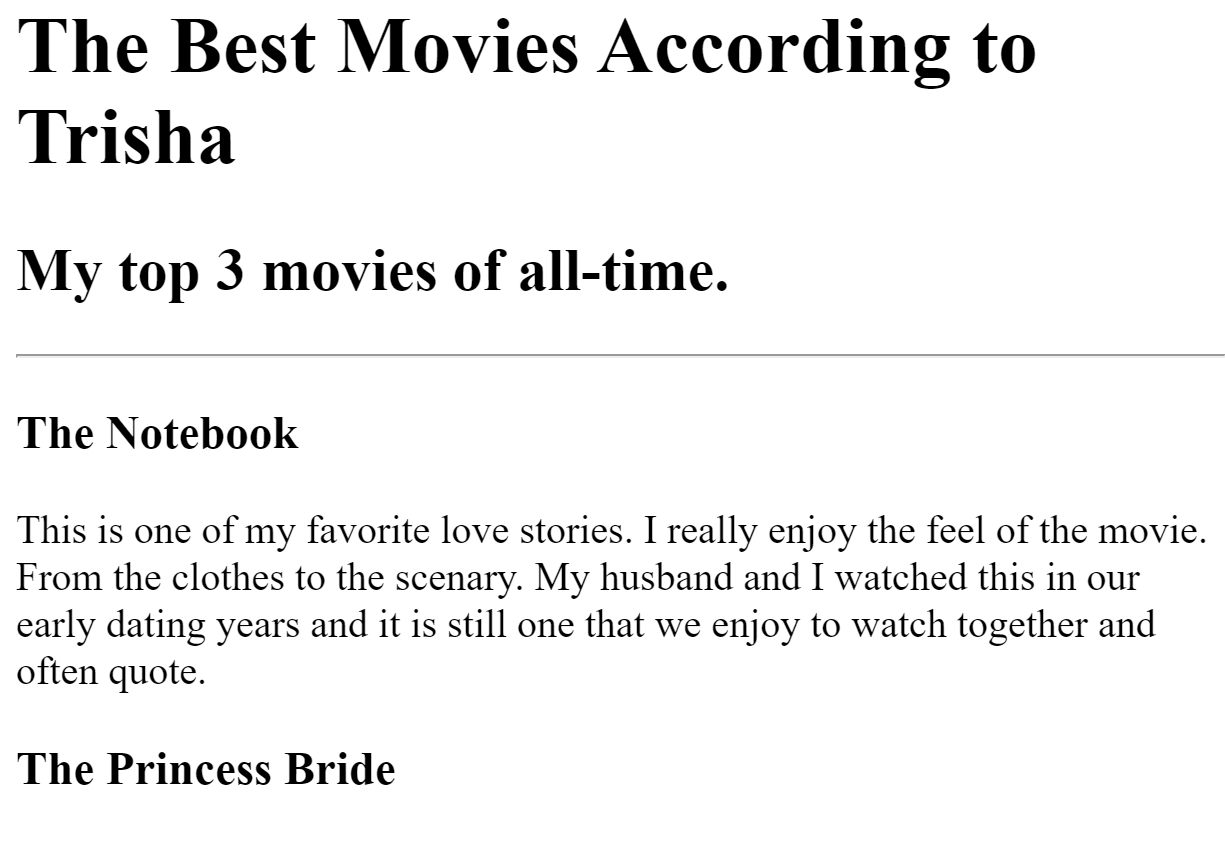 The Best Movies According to
Trisha
My top 3 movies of all-time.
The Notebook
This is one of my favorite love stories. I really enjoy the feel of the movie.
From the clothes to the scenary. My husband and I watched this in our
early dating years and it is still one that we enjoy to watch together and
often quote.
The Princess Bride